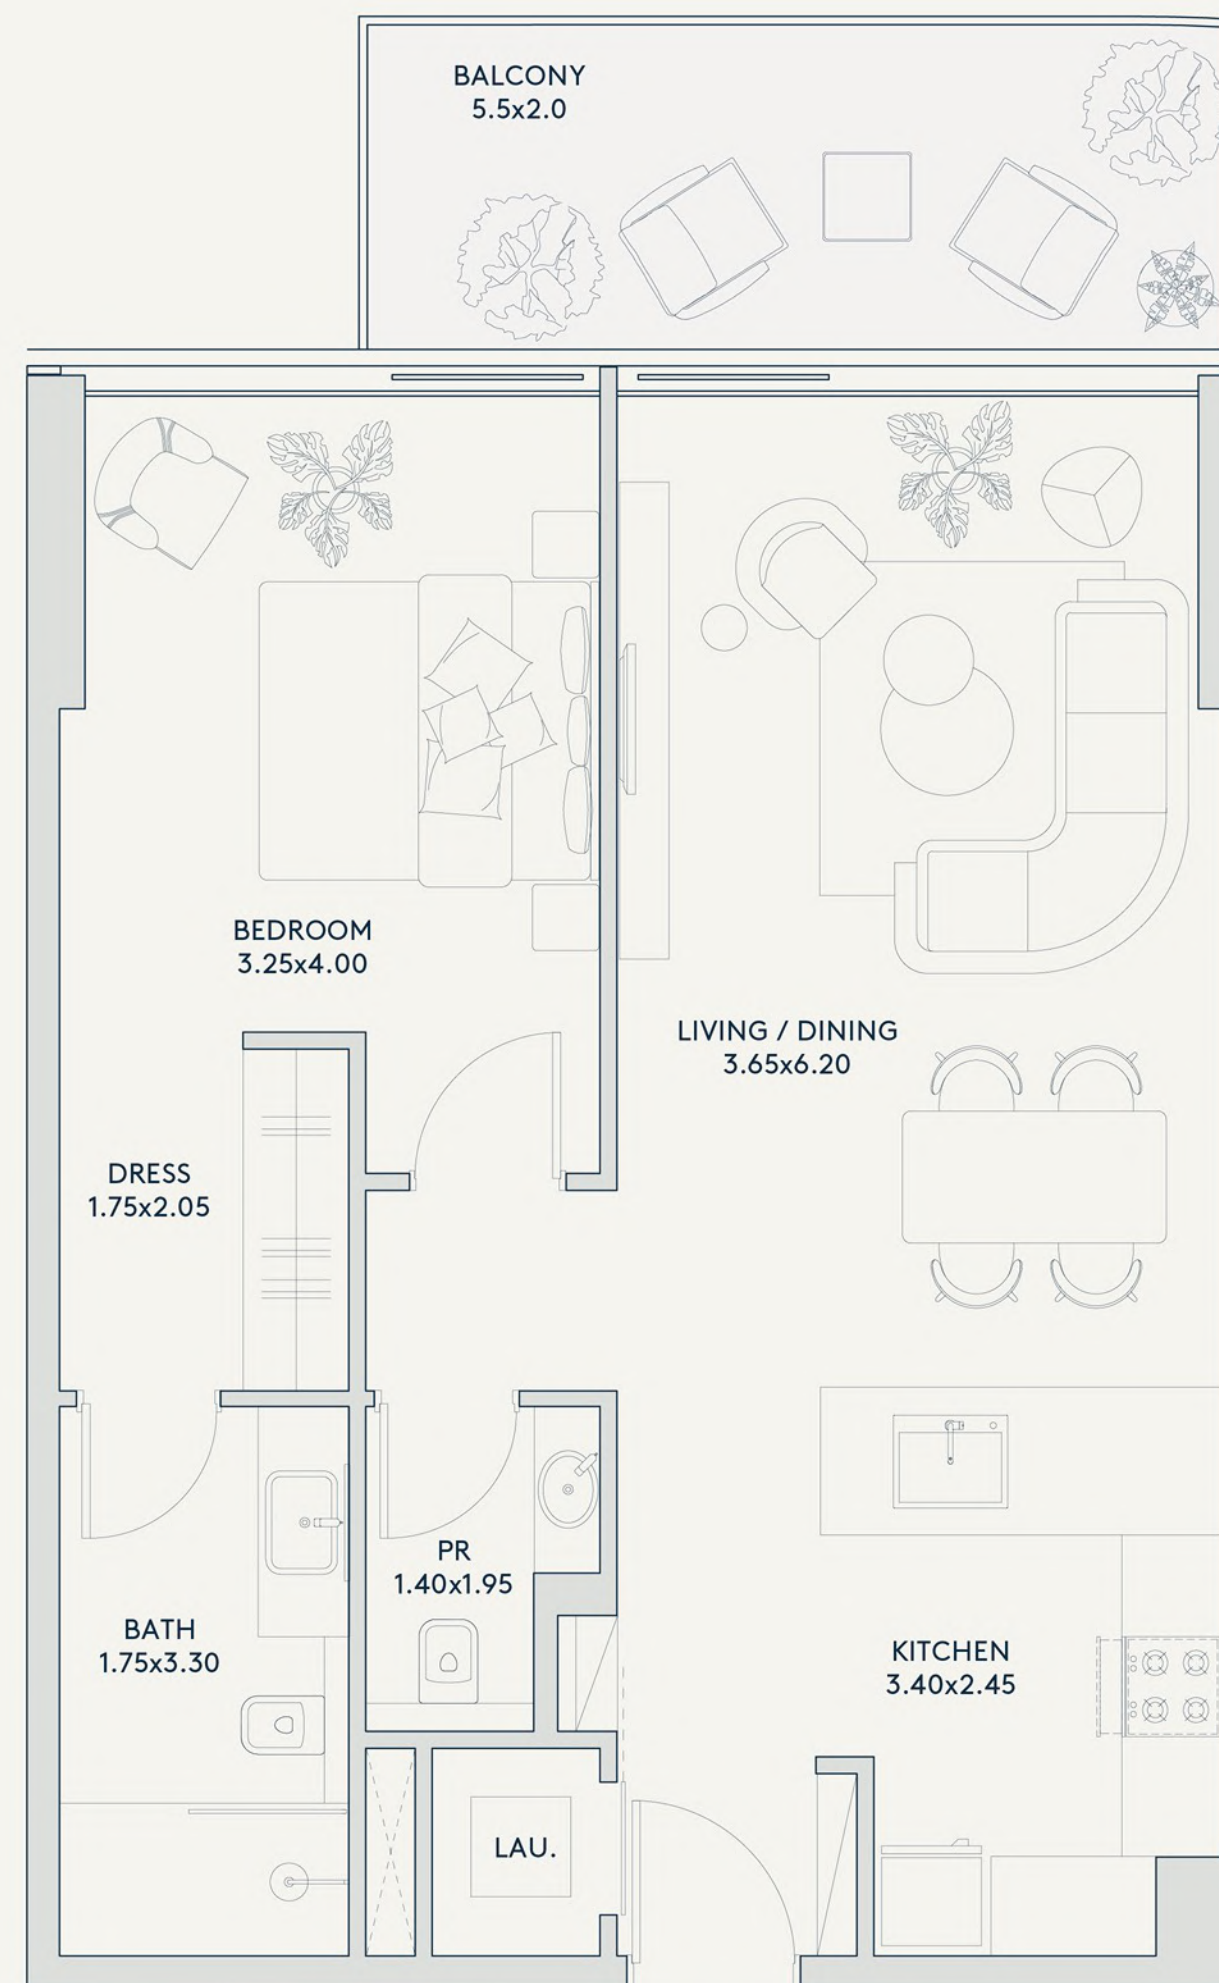 BALCONY
5.5x2.0
BEDROOM
3.25x4.00
LIVING / DINING
3.65x6.20
DRESS
1.75x2.05
PR
1.40x1.95
BATH
1.75x3.30
KITCHEN
3.40x2.45
LAU.